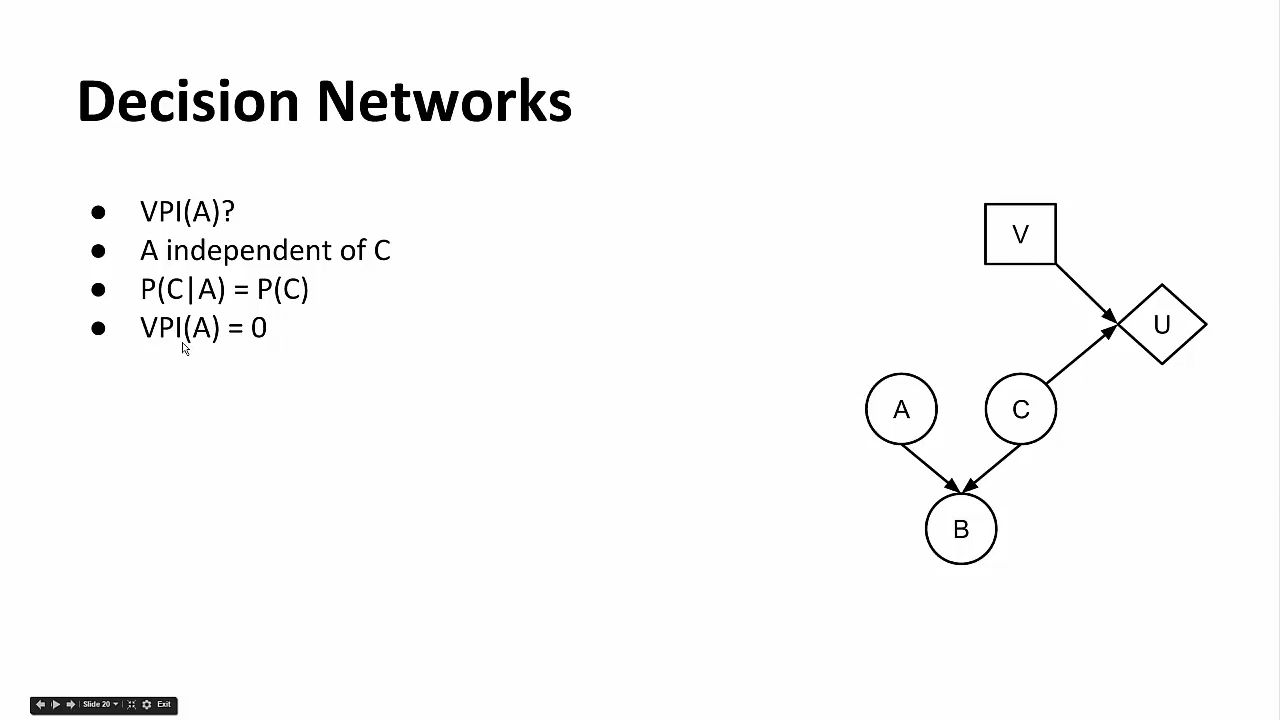 Decision Networks
● VPI(A)?
● A independent of C
● P(C|A) = P(C)
● VPI(A) = 0
V
U
A
C
B
Slide 20
Exit